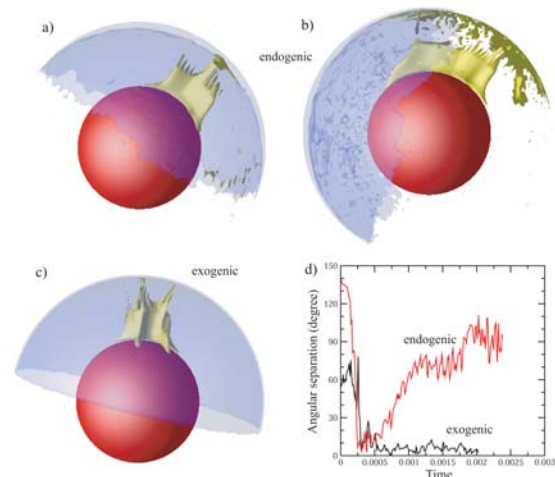 a)
endogenic
b)
c)
exogenic
d)
Angular separation (degree)
150
120
90
60
30
0
endogenic
exogenic
0
0.0005
0.001
0.0015
0.002
0.0025
0.003
Time